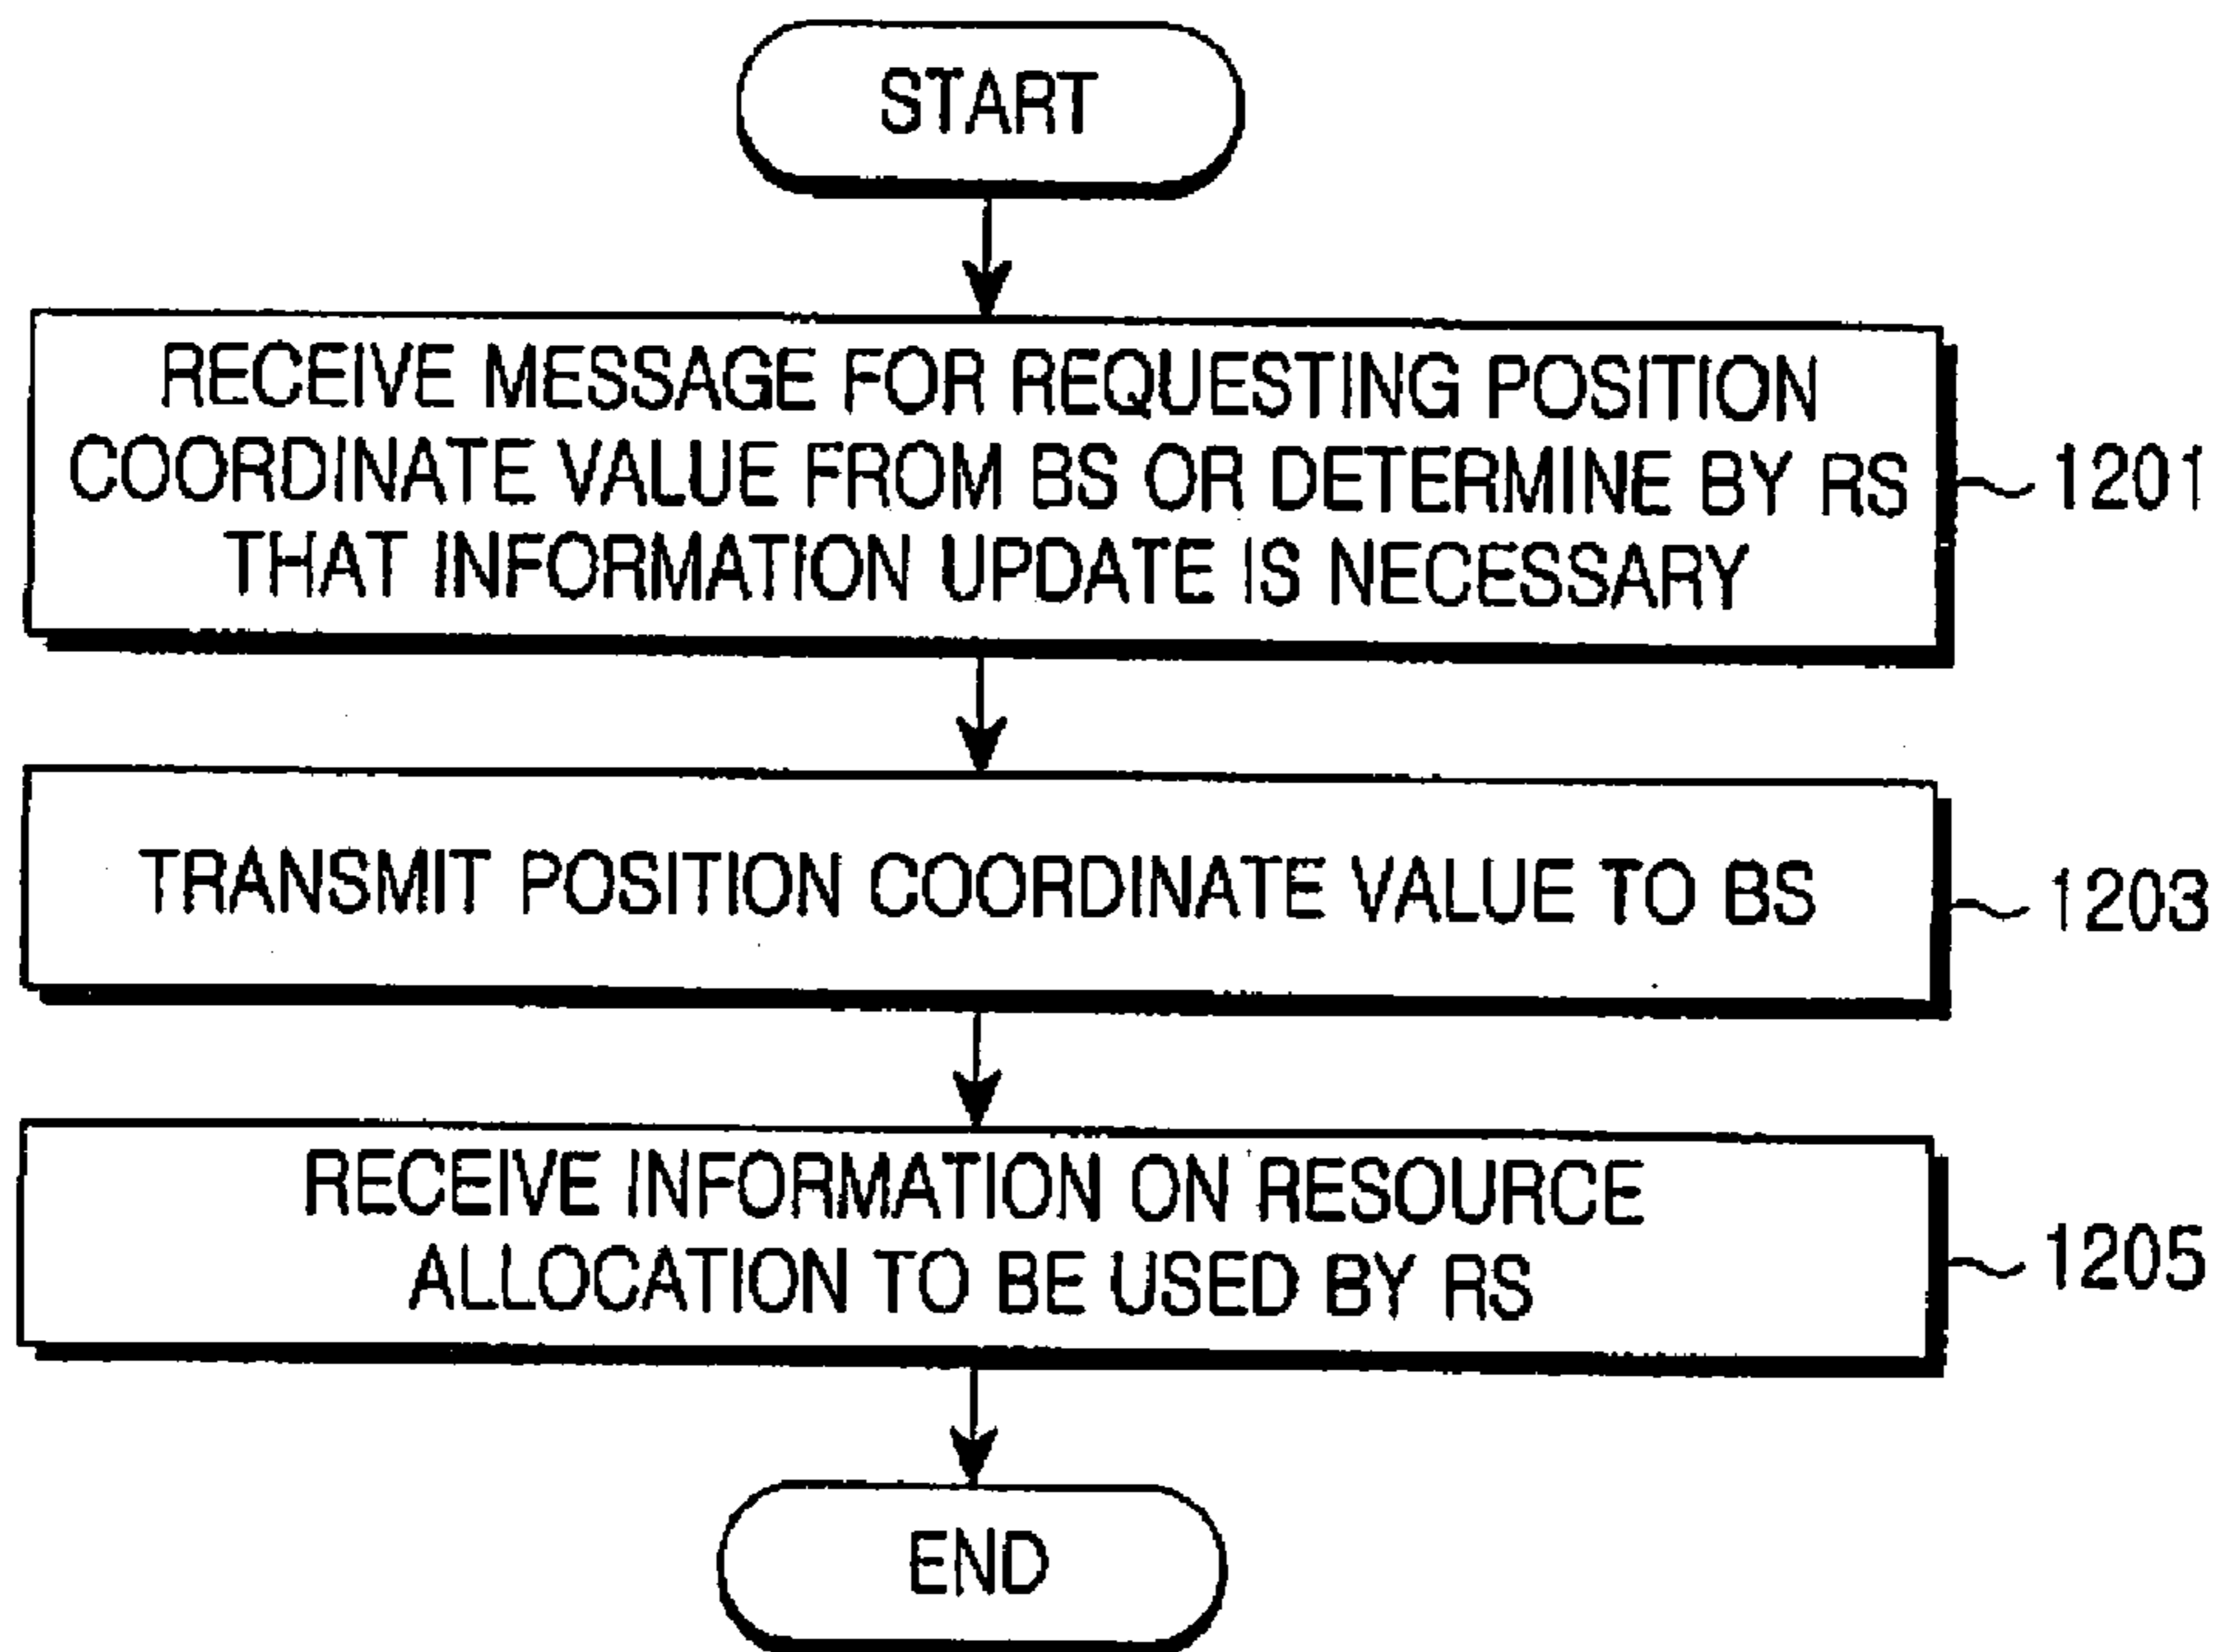 START
RECEIVE MESSAGE FOR REQUESTING POSITION
COORDINATE VALUE FROM BS OR DETERMINE BY RS
THAT INFORMATION UPDATE IS NECESSARY
1201
TRANSMIT POSITION COORDINATE VALUE TO BS
1203
RECEIVE INFORMATION ON RESOURCE
ALLOCATION TO BE USED BY RS
1205
END